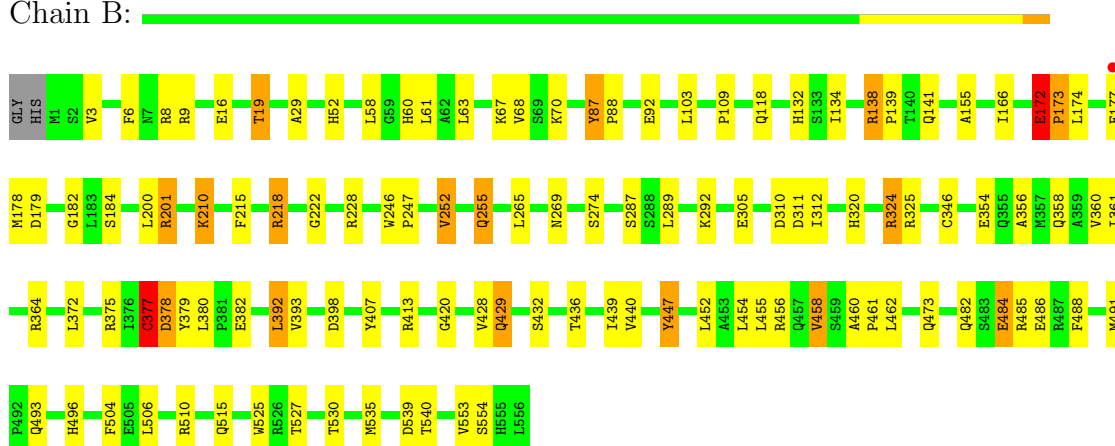 Chain B:
GLY HIS M1 S2 V3 F6 N7 R8 R9 E16 T19 A29 H52 L58 G59 H60 L61 A62 L63 K67 V68 S69 K70 Y87 P88 E92 L103 P109 Q118 H132 S133 I134 R138 P139 T140 Q141 A155 I166 E172 P173 L174 E177
M178 D179 G182 L183 S184 L200 R201 K210 F215 R218 G222 R228 W246 P247 V252 Q255 L265 N269 S274 S287 S288 L289 K292 E305 D310 D311 I312 H320 R324 R325 C346 E354 Q355 A356 M357 Q358 A359 V360 I361
R364 L372 R375 I376 C377 D378 Y379 L380 P381 E382 L392 V393 D398 Y407 R413 G420 V428 Q429 S432 T436 I439 V440 Y447 L452 A453 L454 L455 R456 Q457 V458 S459 A460 P461 L462 Q473 Q482 S483 E484 R485 E486 R487 F488 M491
P492 Q493 H496 F504 E505 L506 R510 Q515 W525 R526 T527 T530 M535 D539 T540 V553 S554 H555 L556